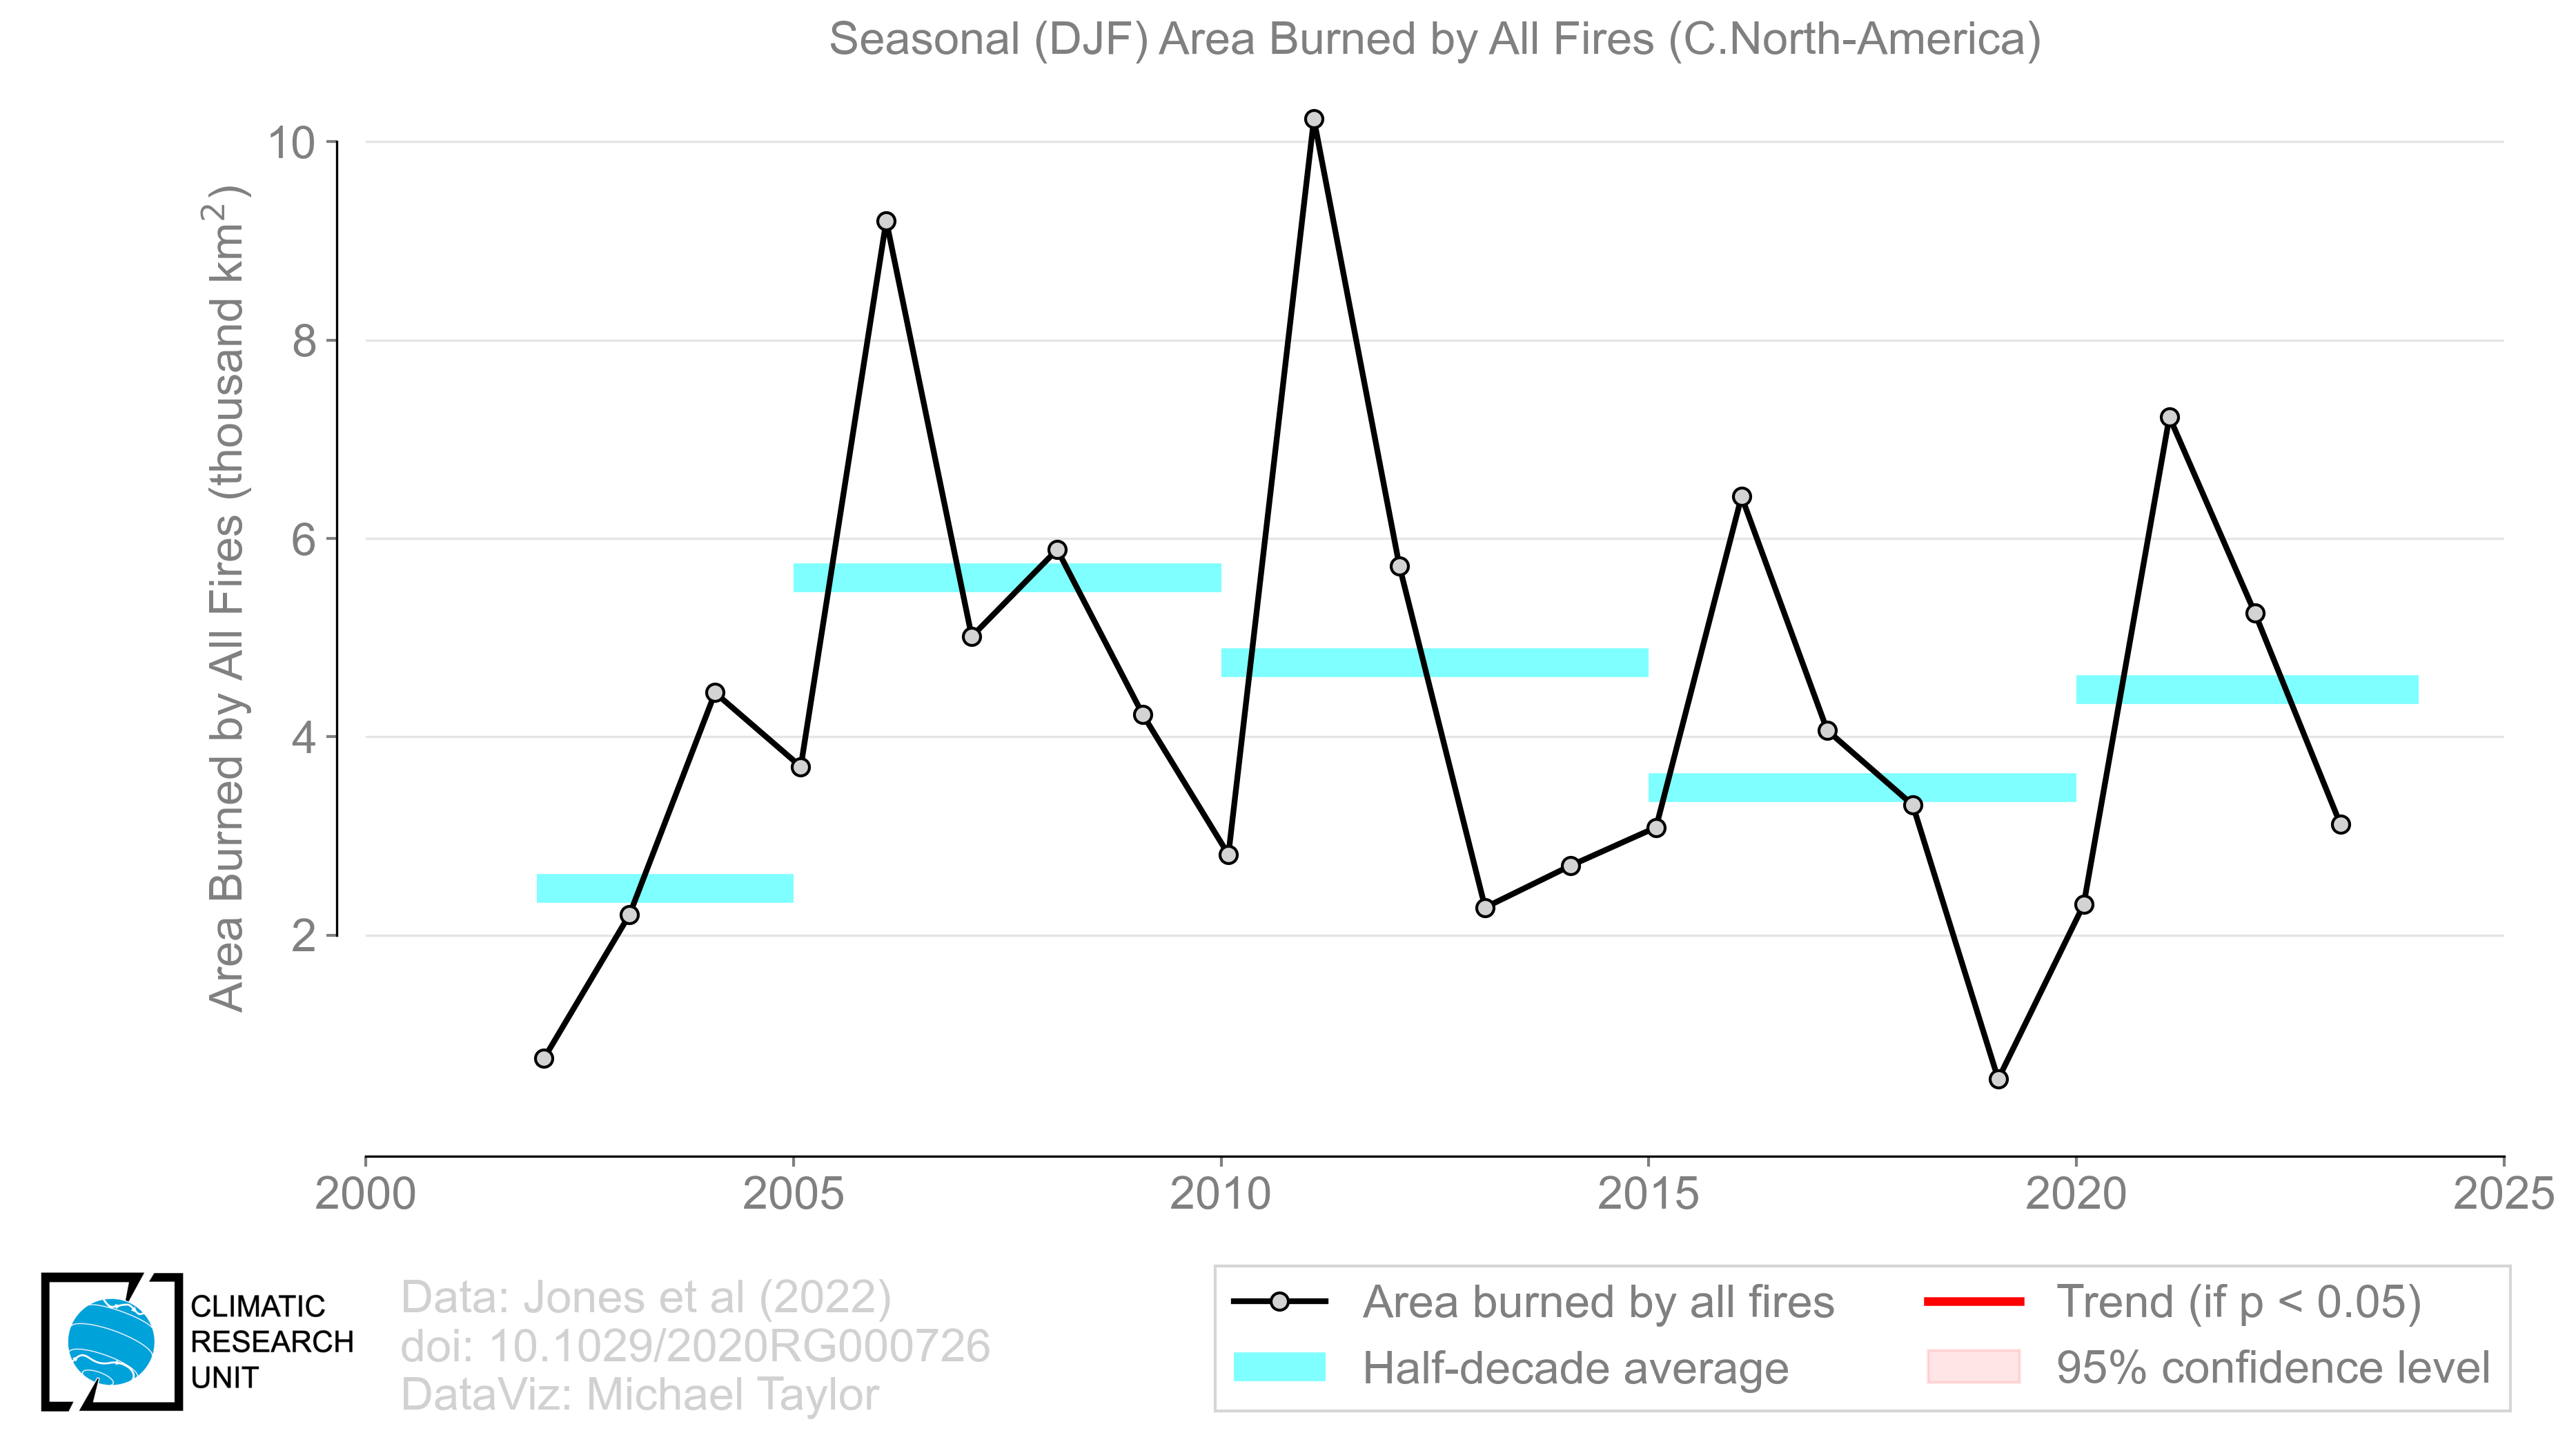 Seasonal (DJF) Area Burned by All Fires (C.North-America)
Area Burned by All Fires (thousand km²)
10
8
6
4
2
2000
2005
2010
2015
2020
2025
CLIMATIC
RESEARCH
UNIT
Data: Jones et al (2022)
doi: 10.1029/2020RG000726
DataViz: Michael Taylor
Area burned by all fires
Half-decade average
Trend (if p < 0.05)
95% confidence level